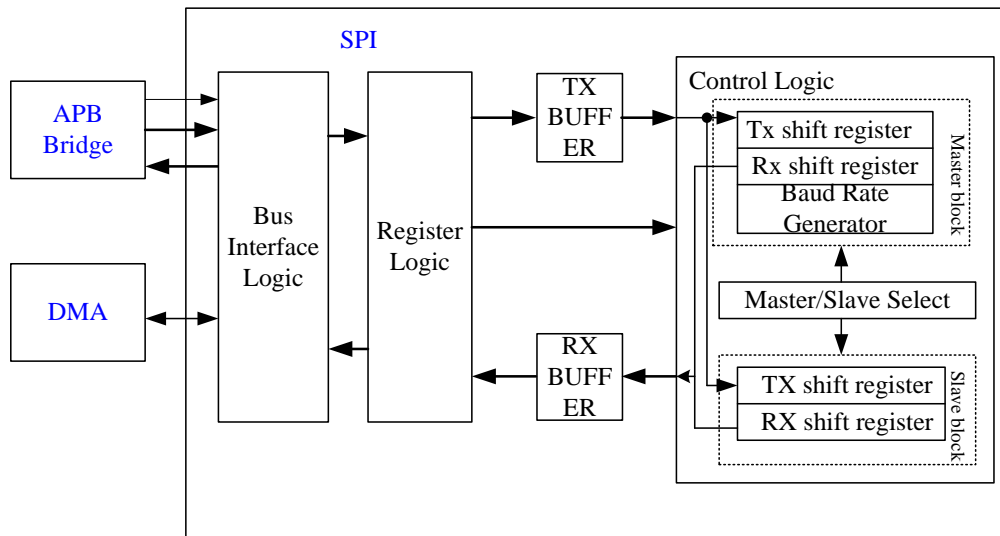 SPI
APB
Bridge
DMA
Bus
Interface
Logic
Register
Logic
TX
BUFF
ER
RX
BUFF
ER
Control Logic
Tx shift register
Rx shift register
Baud Rate
Generator
Master block
Master/Slave Select
TX shift register
RX shift register
Slave block